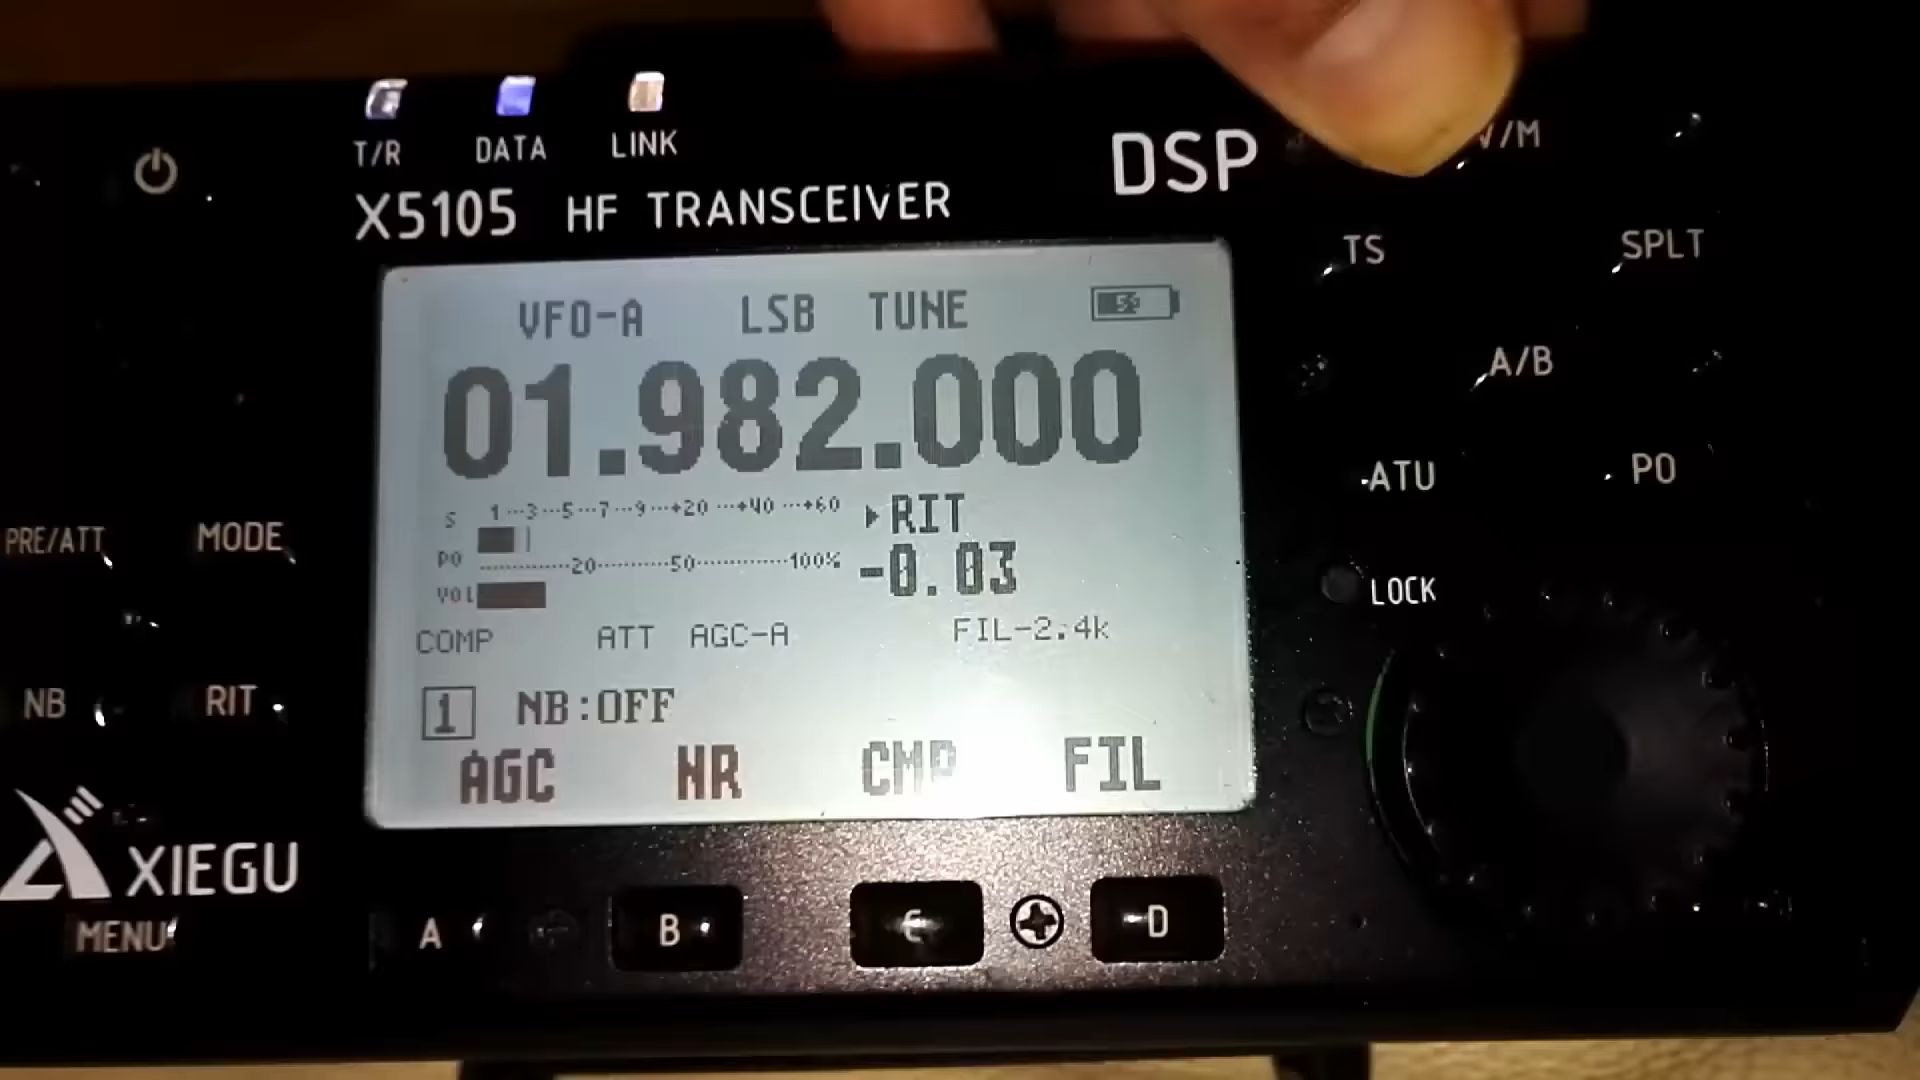 T/R DATA LINK
X5105 HF TRANSCEIVER
DSP
V/M
TS SPLT
A/B
ATU PO
LOCK
VFO-A LSB TUNE
01.982.000
S 1···3···5···7···9···+20···+40···+60
PO ·········20·········50·········100%
VOL
▸RIT
-0.03
COMP ATT AGC-A FIL-2.4k
1 NB:OFF
AGC NR CMP FIL
PRE/ATT MODE
NB RIT
XIEGU
MENU A B C D